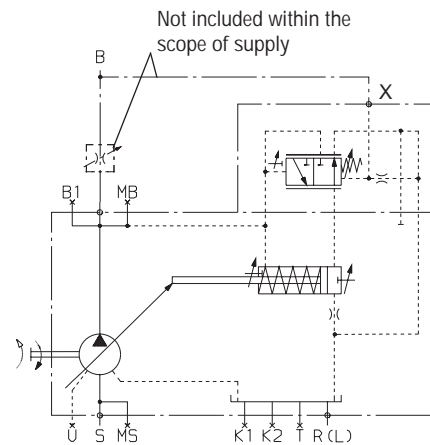 Not included within the
scope of supply
B
X
B1 MB
U S MS K1 K2 T R(L)